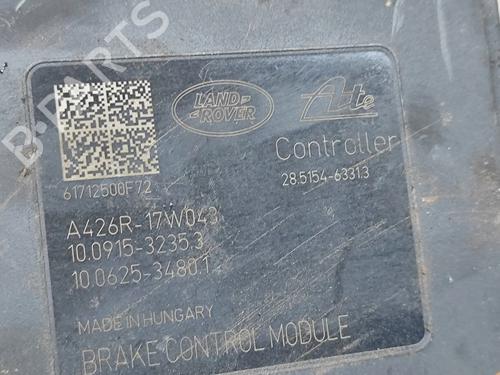 B-PARTS
LAND
ROVER
Ate
Controller
28.5154-6331.3
61712500F72
A426R-17W043
10.0915-3235.3
10.0625-3480.1
MADE IN HUNGARY
BRAKE CONTROL MODULE